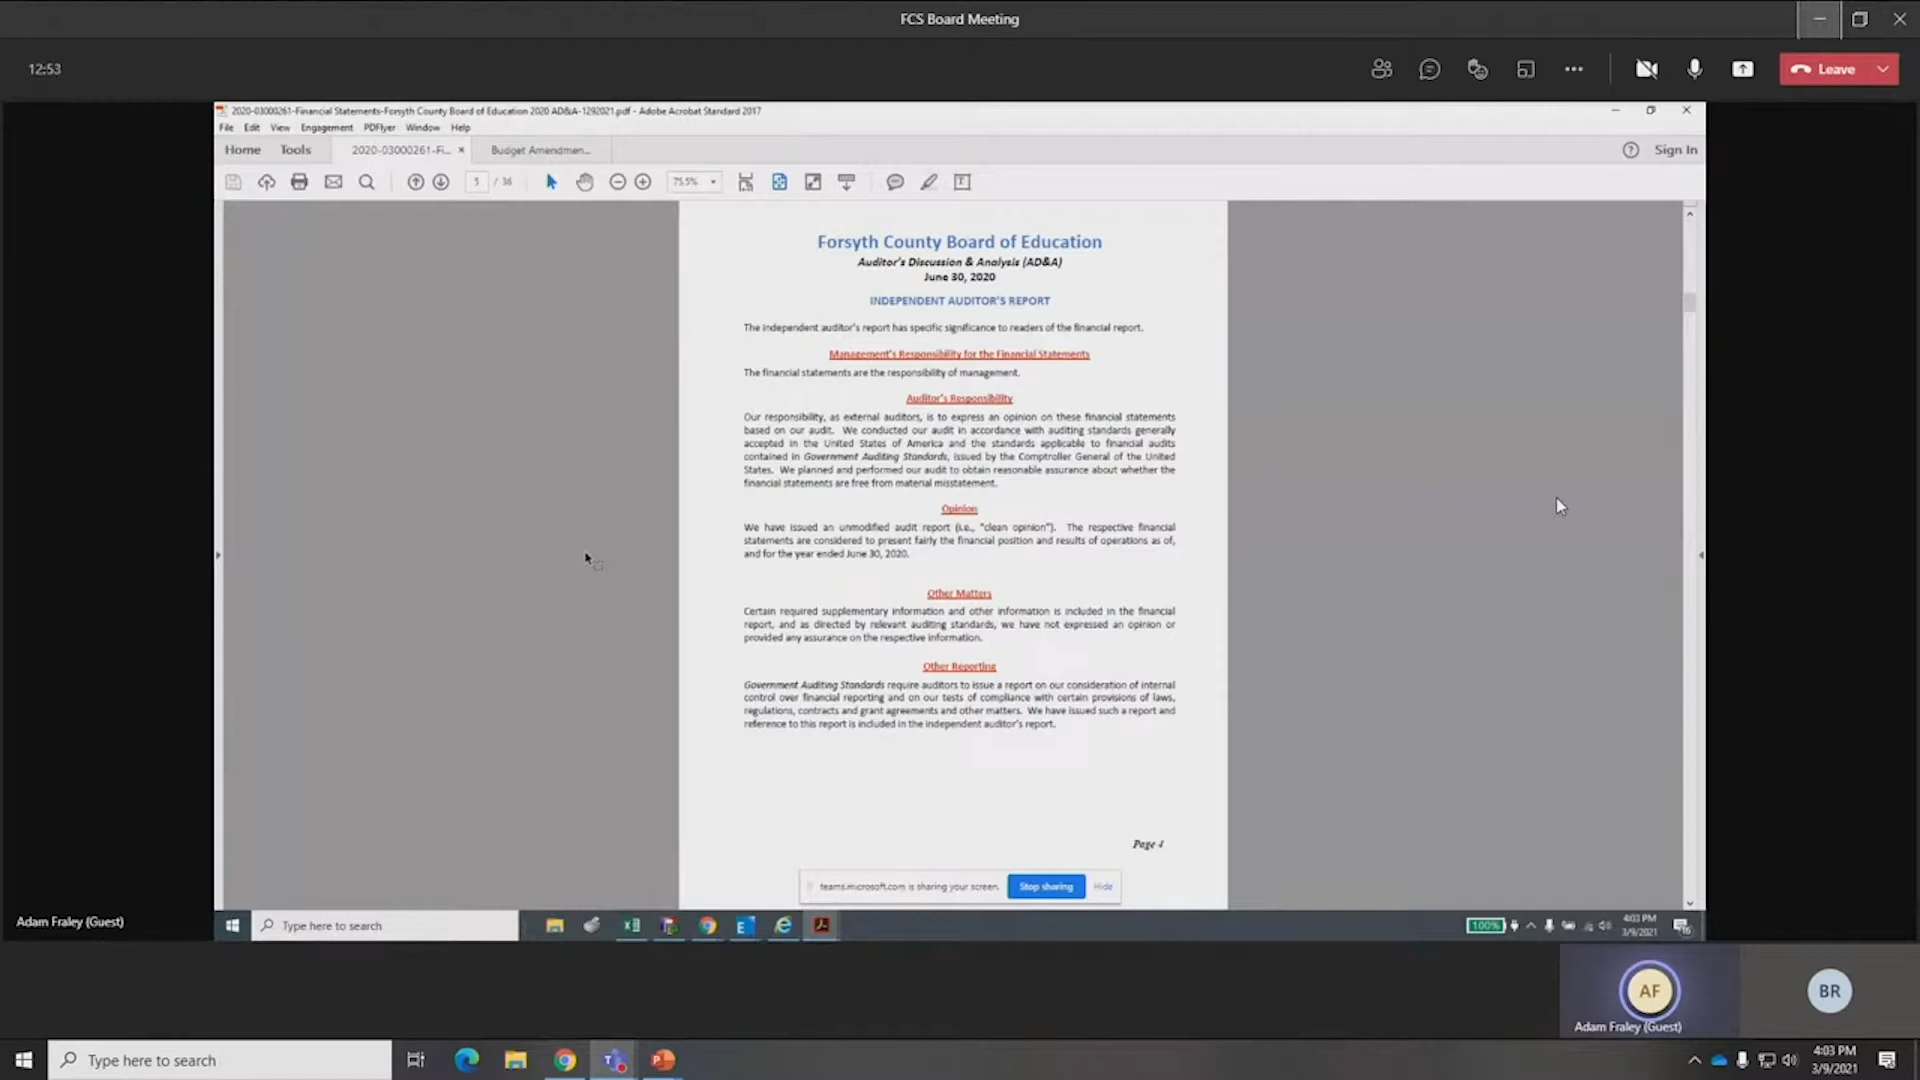 FCS Board Meeting
12:53
Leave
2020-03000261-Financial Statements-Forsyth County Board of Education 2020 AD&A-1292021.pdf - Adobe Acrobat Standard 2017
File Edit View Engagement PDFlyer Window Help
Home Tools 2020-03000261-Fi... × Budget Amendmen... Sign In
5 / 36 75.5%
Forsyth County Board of Education
Auditor's Discussion & Analysis (AD&A)
June 30, 2020
INDEPENDENT AUDITOR'S REPORT
The independent auditor's report has specific significance to readers of the financial report.
Management's Responsibility for the Financial Statements
The financial statements are the responsibility of management.
Auditor's Responsibility
Our responsibility, as external auditors, is to express an opinion on these financial statements
based on our audit. We conducted our audit in accordance with auditing standards generally
accepted in the United States of America and the standards applicable to financial audits
contained in Government Auditing Standards, issued by the Comptroller General of the United
States. We planned and performed our audit to obtain reasonable assurance about whether the
financial statements are free from material misstatement.
Opinion
We have issued an unmodified audit report (i.e., "clean opinion"). The respective financial
statements are considered to present fairly the financial position and results of operations as of,
and for the year ended June 30, 2020.
Other Matters
Certain required supplementary information and other information is included in the financial
report, and as directed by relevant auditing standards, we have not expressed an opinion or
provided any assurance on the respective information.
Other Reporting
Government Auditing Standards require auditors to issue a report on our consideration of internal
control over financial reporting and on our tests of compliance with certain provisions of laws,
regulations, contracts and grant agreements and other matters. We have issued such a report and
reference to this report is included in the independent auditor's report.
Page 4
teams.microsoft.com is sharing your screen. Stop sharing Hide
Adam Fraley (Guest)
Type here to search
100%
4:03 PM
3/9/2021
AF
BR
Adam Fraley (Guest)
Type here to search
4:03 PM
3/9/2021